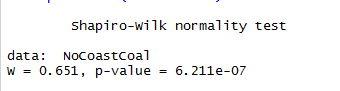 Shapiro-Wilk normality test
data:  NoCoastCoal
W = 0.651, p-value = 6.211e-07